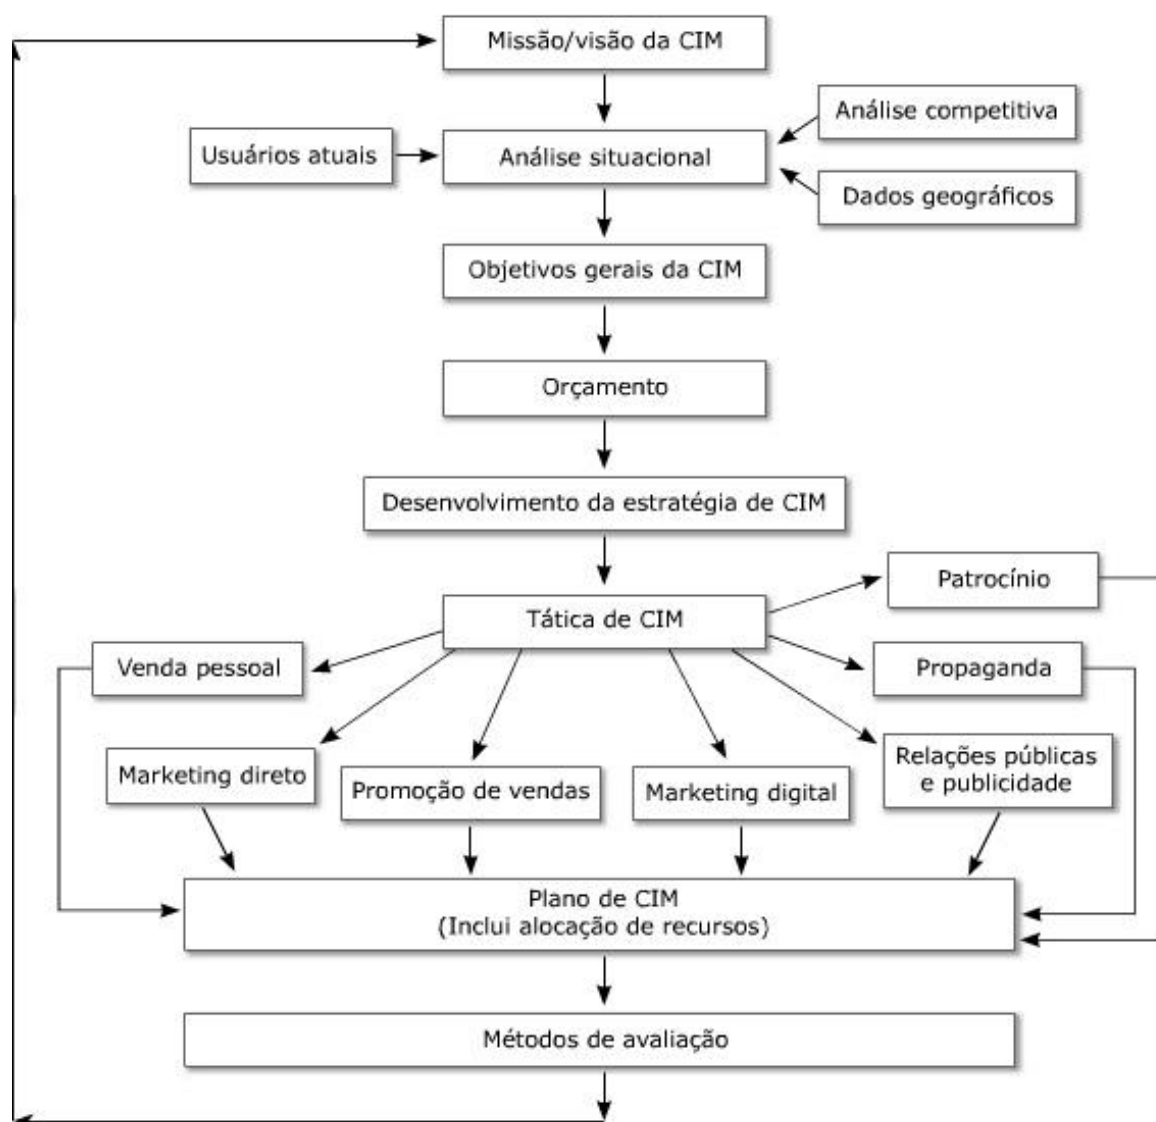 Missão/visão da CIM
Análise competitiva
Usuários atuais
Análise situacional
Dados geográficos
Objetivos gerais da CIM
Orçamento
Desenvolvimento da estratégia de CIM
Patrocínio
Tática de CIM
Venda pessoal
Propaganda
Marketing direto
Promoção de vendas
Marketing digital
Relações públicas
e publicidade
Plano de CIM
(Inclui alocação de recursos)
Métodos de avaliação